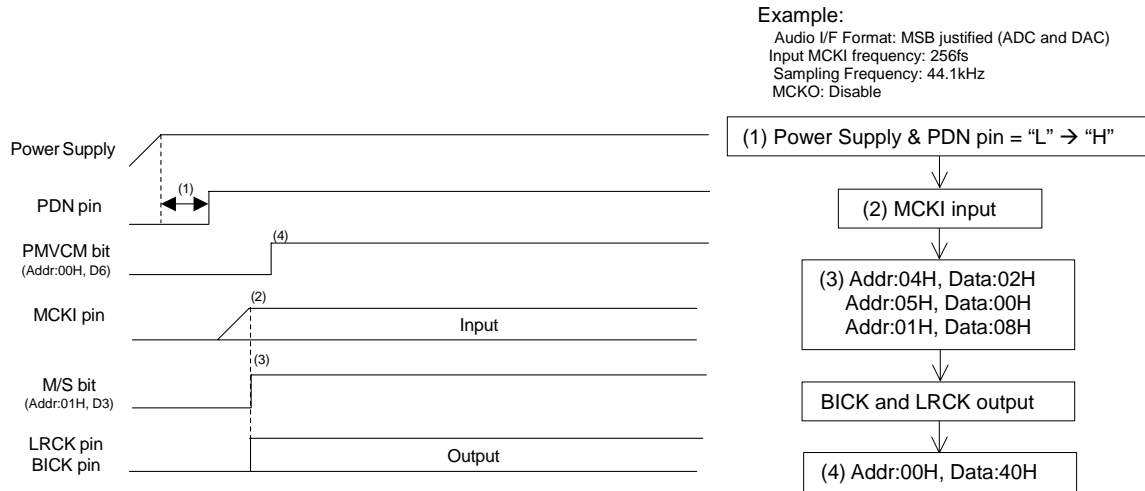 Example:
Audio I/F Format: MSB justified (ADC and DAC)
Input MCKI frequency: 256fs
Sampling Frequency: 44.1kHz
MCKO: Disable
Power Supply
(1)
PDN pin
PMVCM bit
(Addr:00H, D6)
(4)
MCKI pin
(2)
Input
M/S bit
(Addr:01H, D3)
(3)
LRCK pin
BICK pin
Output
(1) Power Supply & PDN pin = “L” → “H”
(2) MCKI input
(3) Addr:04H, Data:02H
Addr:05H, Data:00H
Addr:01H, Data:08H
BICK and LRCK output
(4) Addr:00H, Data:40H